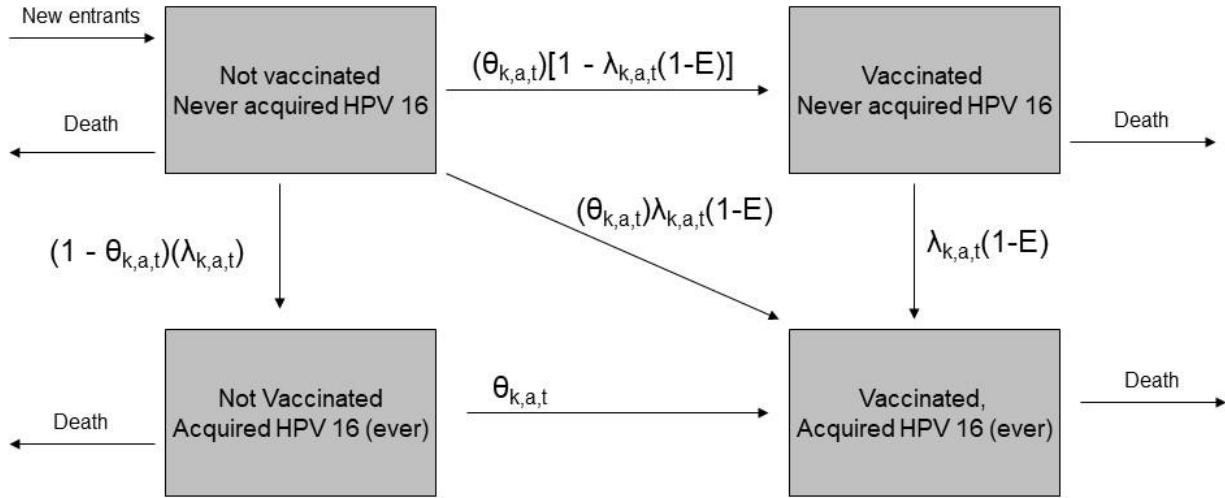 New entrants
Not vaccinated
Never acquired HPV 16
(θk,a,t)[1 - λk,a,t(1-E)]
Vaccinated
Never acquired HPV 16
Death
Death
(1 - θk,a,t)(λk,a,t)
(θk,a,t)λk,a,t(1-E)
λk,a,t(1-E)
Not Vaccinated
Acquired HPV 16 (ever)
θk,a,t
Vaccinated,
Acquired HPV 16 (ever)
Death
Death